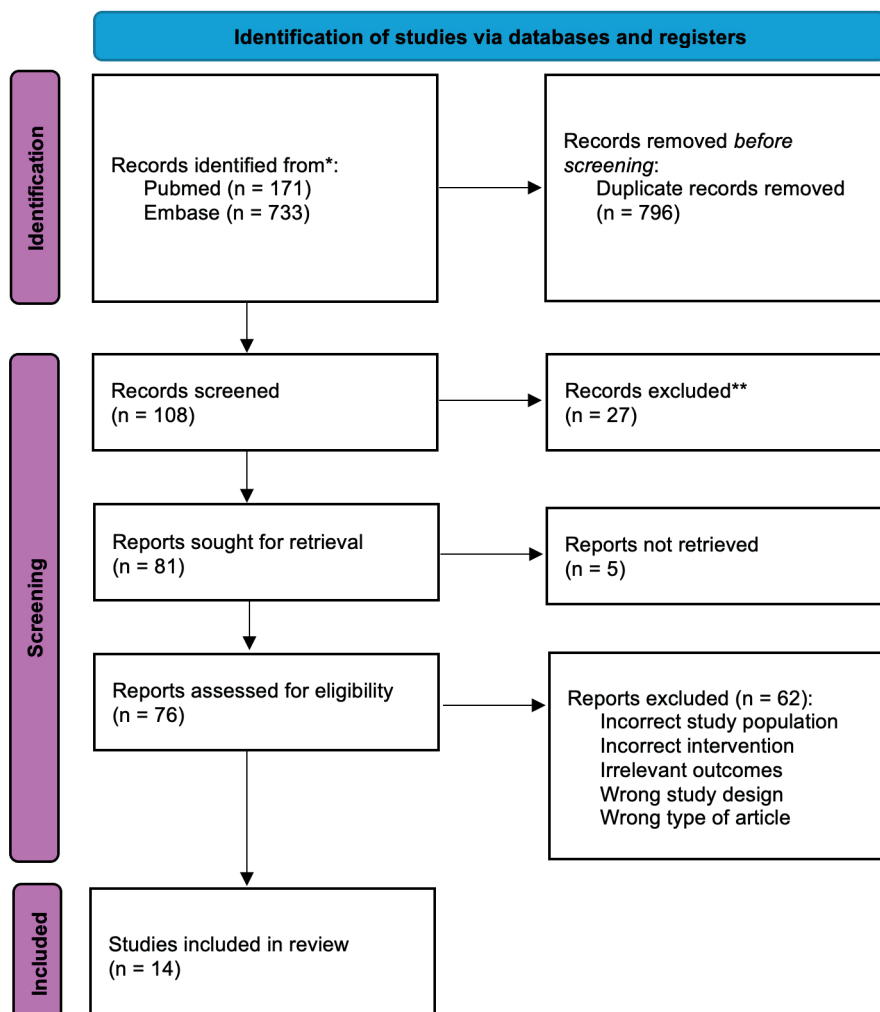 Identification of studies via databases and registers
Identification
Records identified from*:
Pubmed (n = 171)
Embase (n = 733)
Records removed before
screening:
Duplicate records removed
(n = 796)
Screening
Records screened
(n = 108)
Records excluded**
(n = 27)
Reports sought for retrieval
(n = 81)
Reports not retrieved
(n = 5)
Reports assessed for eligibility
(n = 76)
Reports excluded (n = 62):
Incorrect study population
Incorrect intervention
Irrelevant outcomes
Wrong study design
Wrong type of article
Included
Studies included in review
(n = 14)